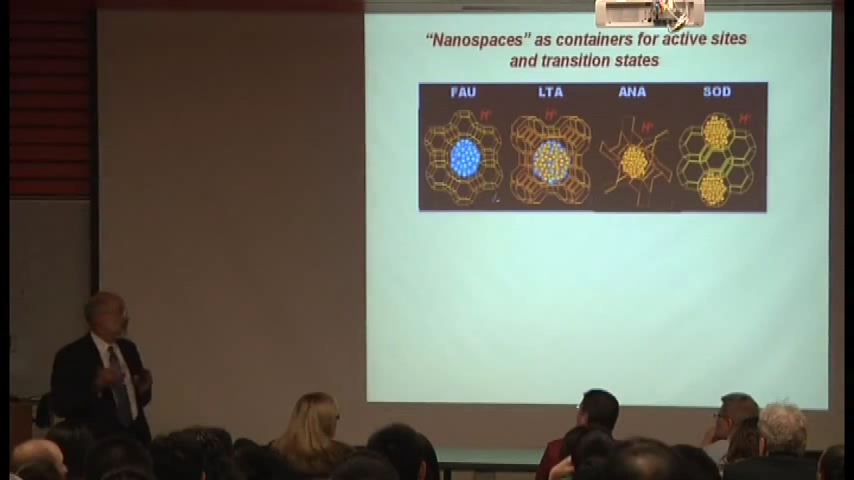 "Nanospaces" as containers for active sites
and transition states
FAU LTA ANA SOD
H⁺ H⁺ H⁺ H⁺